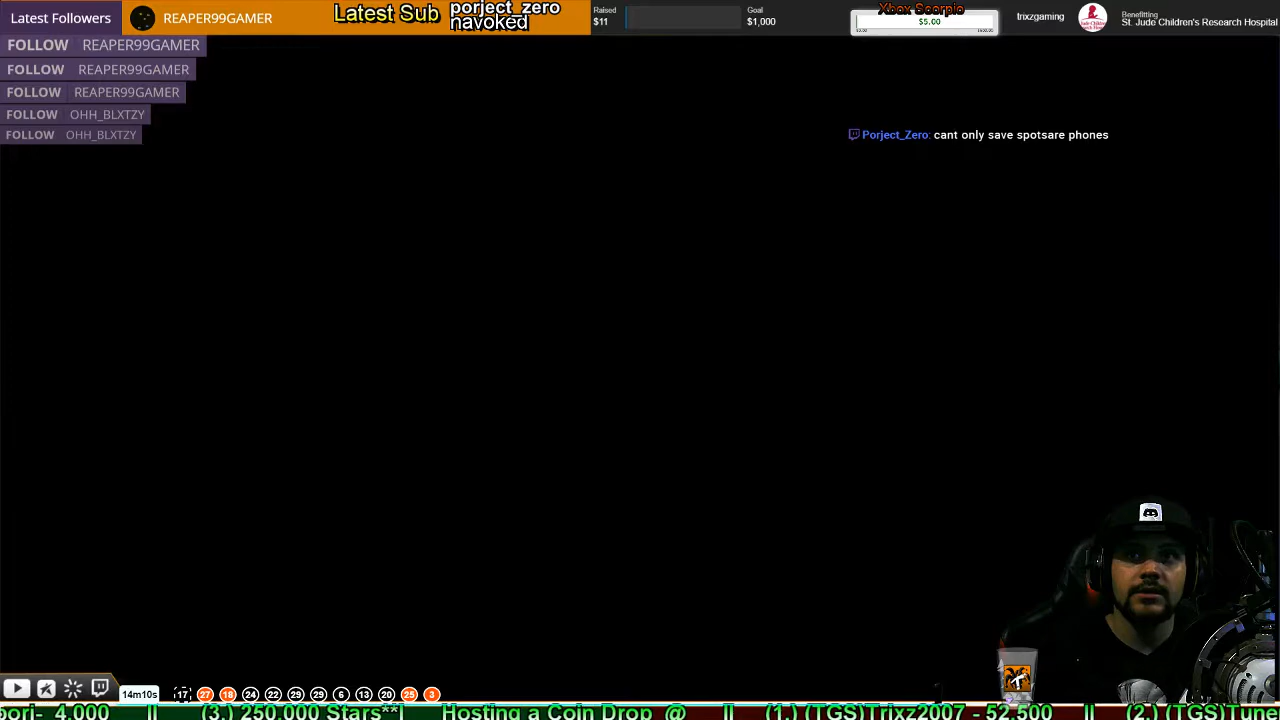 Latest Followers
REAPER99GAMER
Latest Sub
porject_zero
navoked
Raised
$11
Goal
$1,000
Xbox Scorpio
$5.00
trixzgaming
Benefitting
St. Jude Children's Research Hospital
FOLLOW REAPER99GAMER
FOLLOW REAPER99GAMER
FOLLOW REAPER99GAMER
FOLLOW OHH_BLXTZY
FOLLOW OHH_BLXTZY
Porject_Zero: cant only save spotsare phones
14m10s 17 27 18 24 22 29 29 6 13 20 25 3
pori- 4,000 || (3.) 250,000 Stars**| Hosting a Coin Drop @ || (1.) (TGS)Trixz2007 - 52,500 || (2.) (TGS)Tune